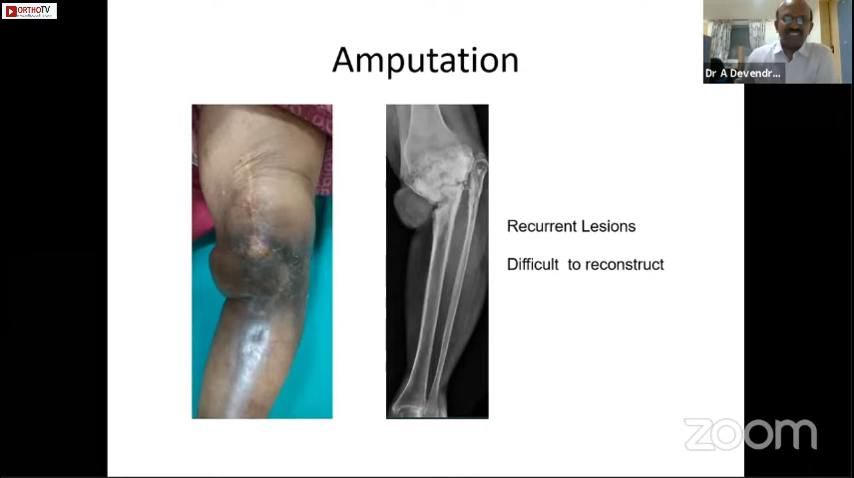 ORTHOTV
Amputation
Dr A Devendr...
Recurrent Lesions
Difficult to reconstruct
zoom